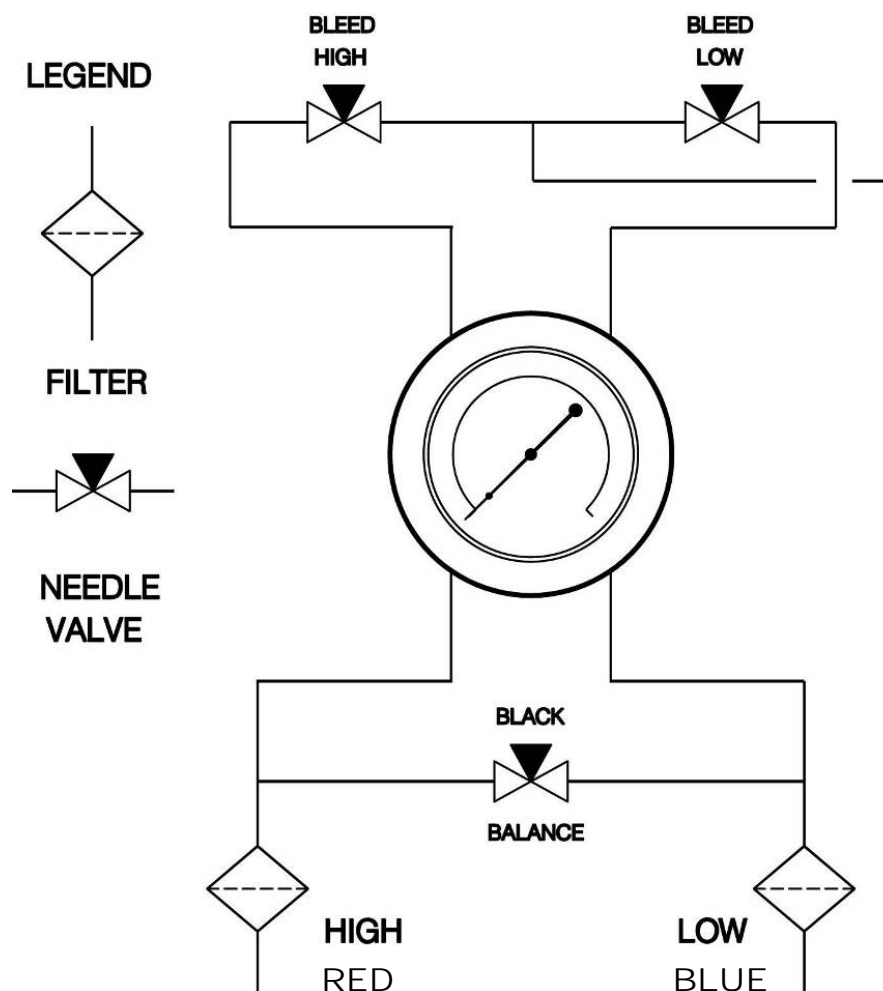 BLEED
HIGH
BLEED
LOW
LEGEND
FILTER
NEEDLE
VALVE
BLACK
BALANCE
HIGH
RED
LOW
BLUE